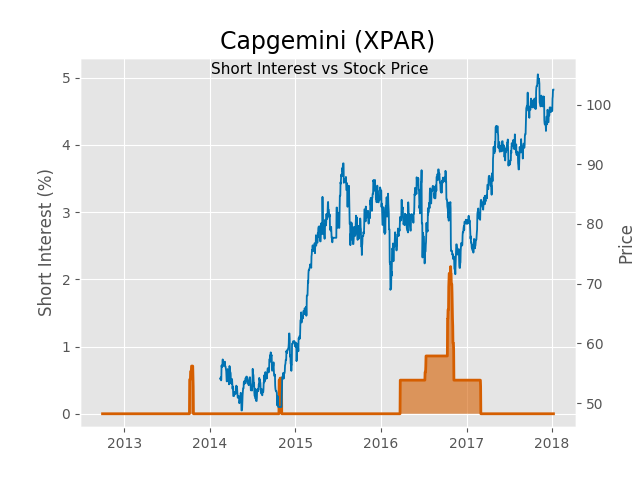 Capgemini (XPAR)
Short Interest vs Stock Price
Short Interest (%)
5
4
3
2
1
0
100
90
80
70
60
50
Price
2013 2014 2015 2016 2017 2018